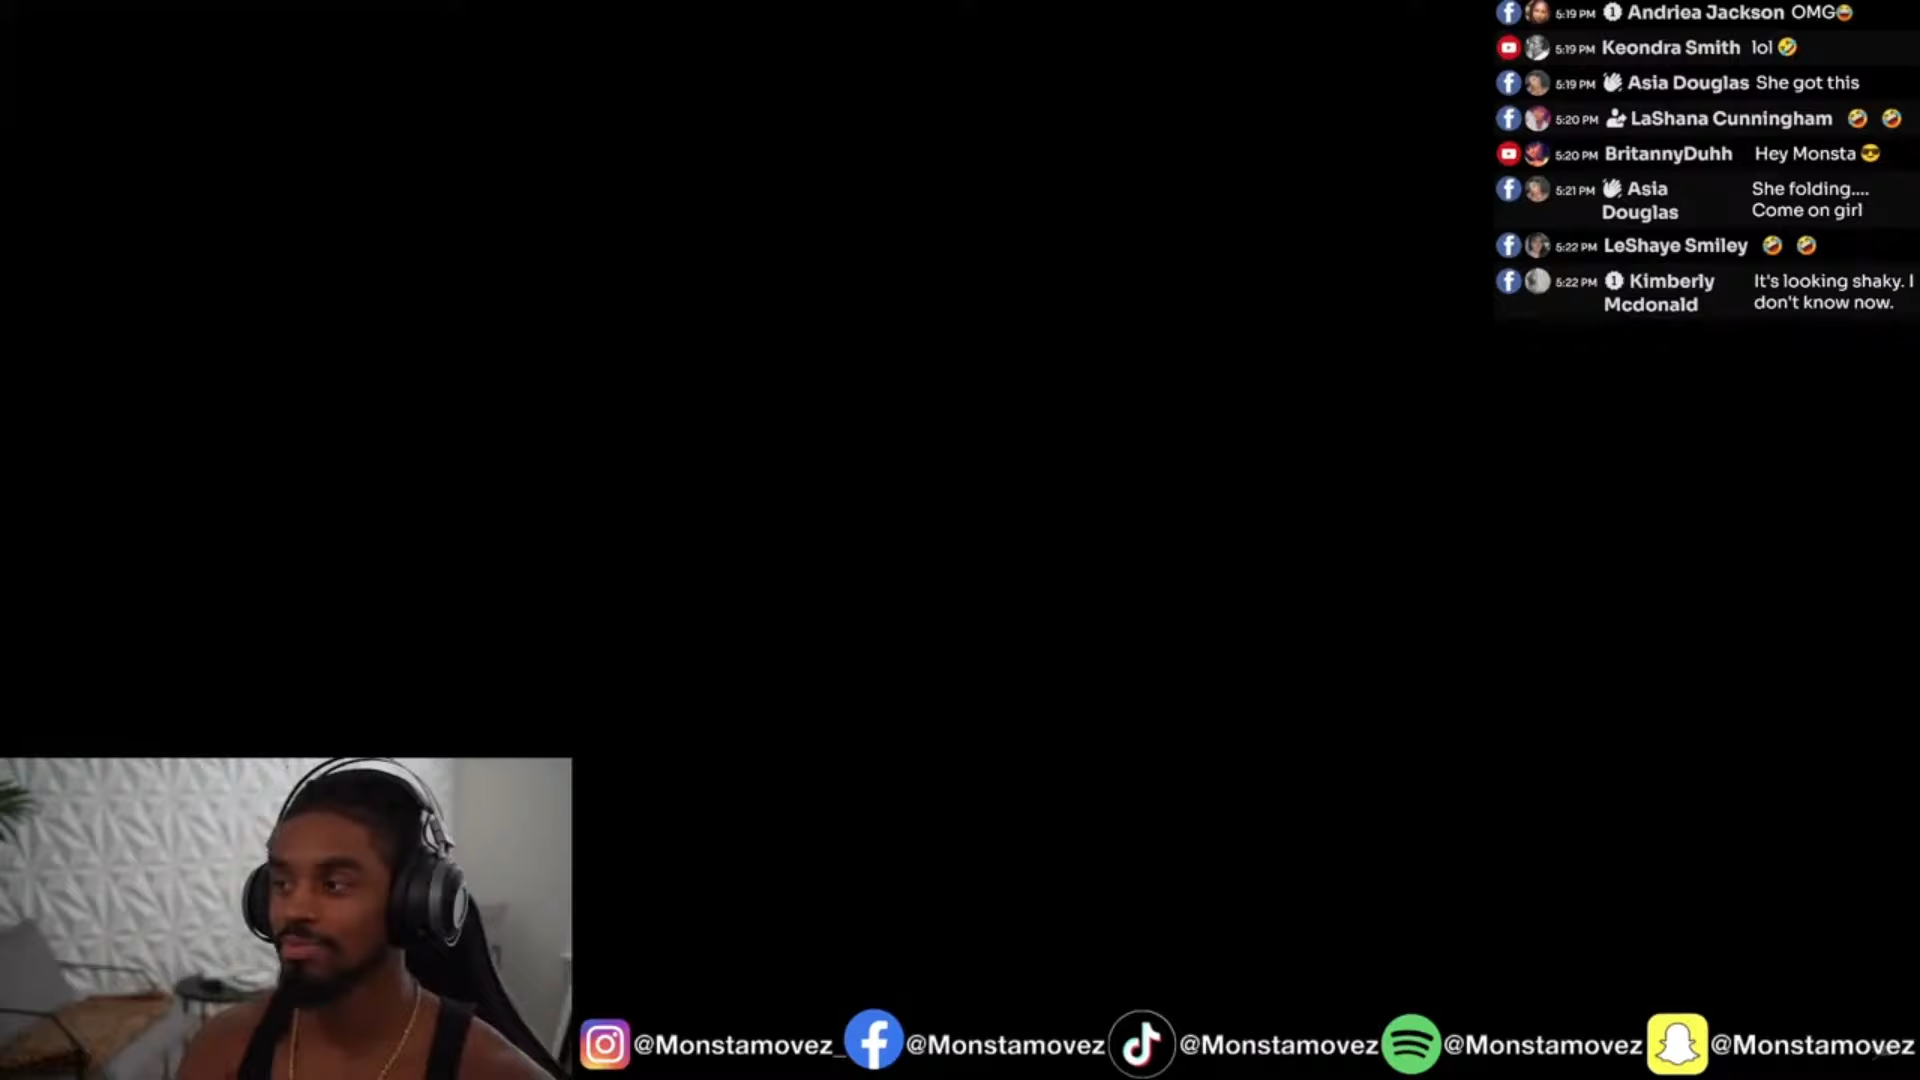 5:19 PM Andriea Jackson OMG😂
5:19 PM Keondra Smith lol 🤣
5:19 PM Asia Douglas She got this
5:20 PM LaShana Cunningham 🤣 🤣
5:20 PM BritannyDuhh Hey Monsta 😎
5:21 PM Asia Douglas She folding....
Come on girl
5:22 PM LeShaye Smiley 🤣 🤣
5:22 PM Kimberly Mcdonald It's looking shaky. I
don't know now.
@Monstamovez_ @Monstamovez @Monstamovez @Monstamovez @Monstamovez